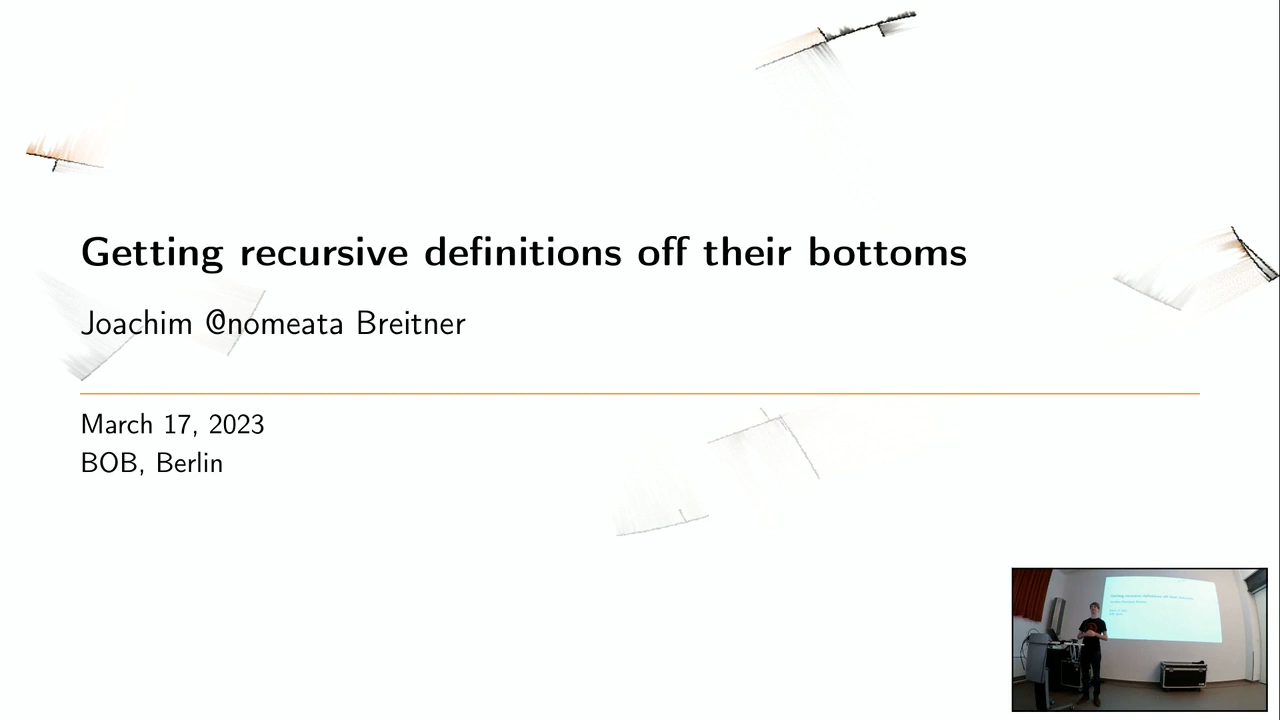 Getting recursive definitions off their bottoms
Joachim @nomeata Breitner
March 17, 2023
BOB, Berlin